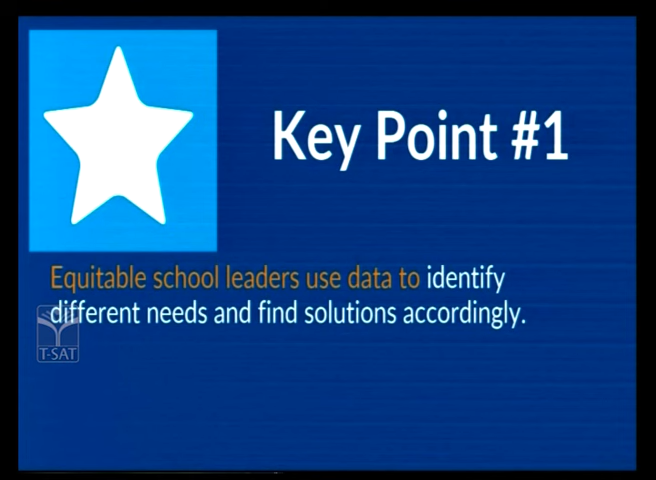 Key Point #1
Equitable school leaders use data to identify
different needs and find solutions accordingly.
T-SAT